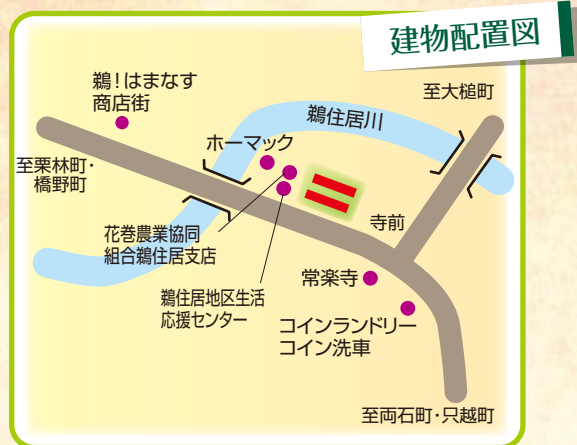 建物配置図
鵜!はまなす
商店街
至大槌町
鵜住居川
ホーマック
至栗林町・
橋野町
寺前
花巻農業協同
組合鵜住居支店
常楽寺
鵜住居地区生活
応援センター
コインランドリー
コイン洗車
至両石町・只越町